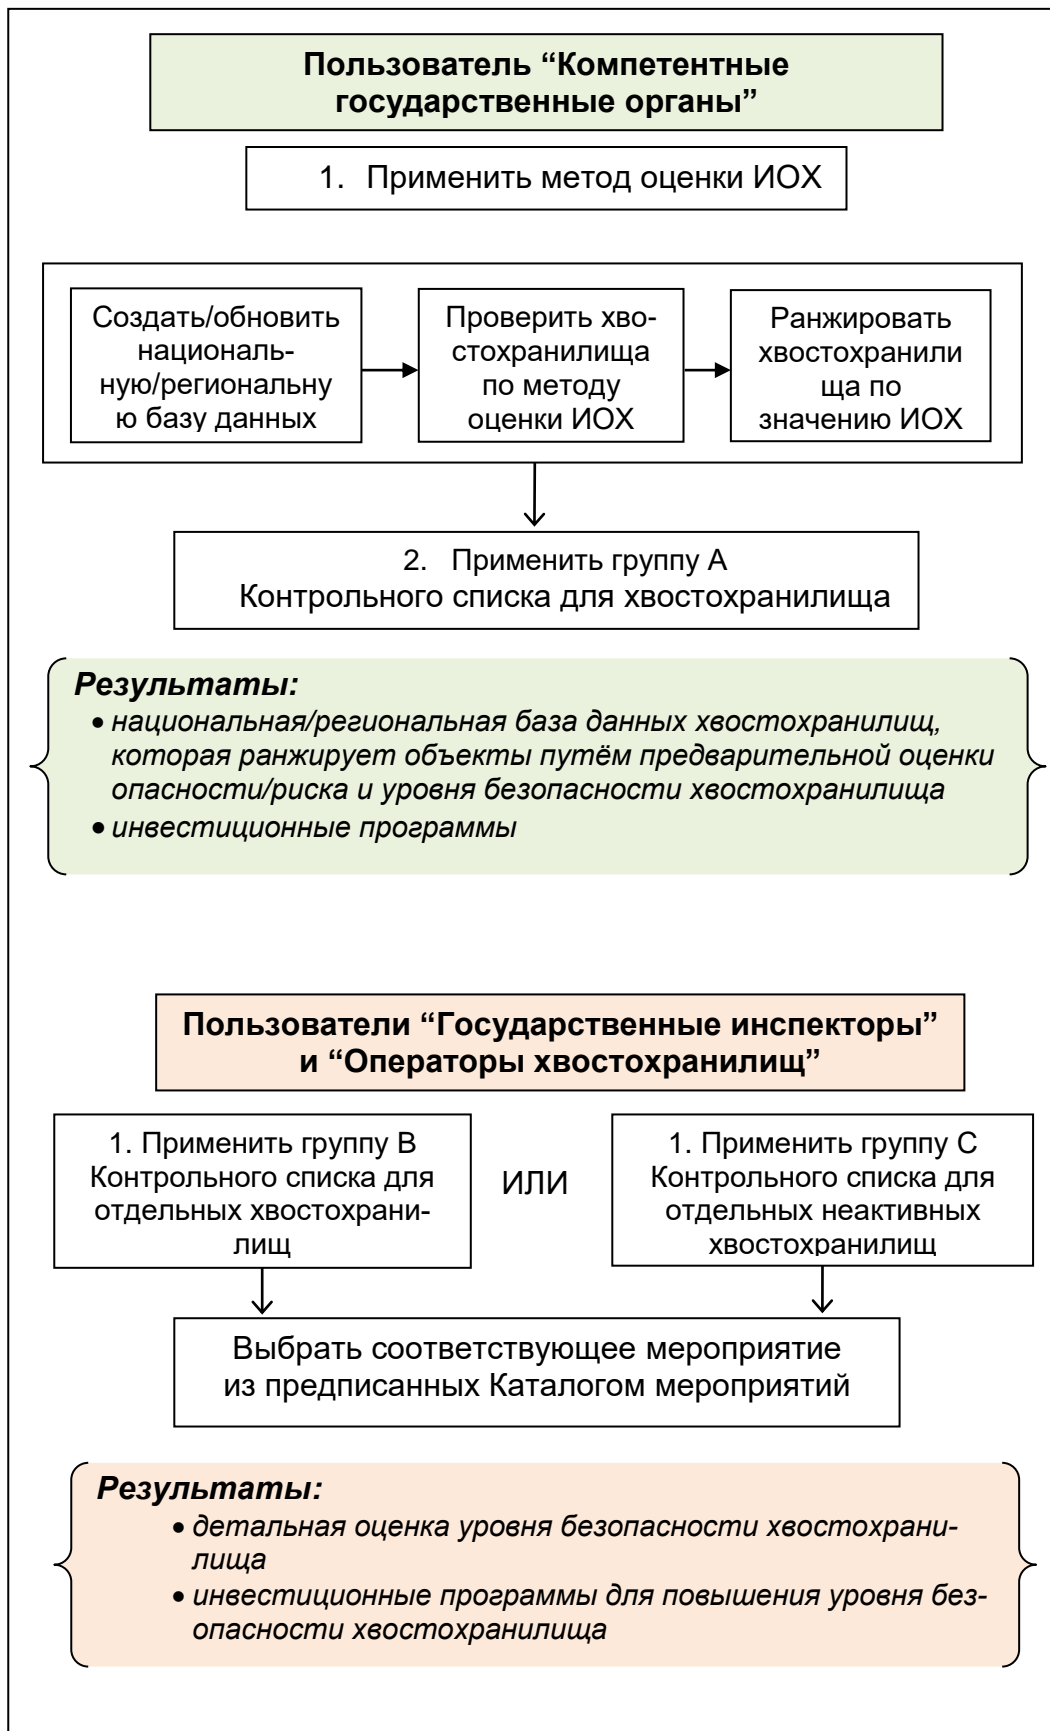 Пользователь “Компетентные
государственные органы”
1. Применить метод оценки ИОХ
Создать/обновить
националь-
ную/региональну
ю базу данных
Проверить хво-
стохранилища
по методу
оценки ИОХ
Ранжировать
хвостохранили
ща по
значению ИОХ
2. Применить группу А
Контрольного списка для хвостохранилища
Результаты:
• национальная/региональная база данных хвостохранилищ,
которая ранжирует объекты путём предварительной оценки
опасности/риска и уровня безопасности хвостохранилища
• инвестиционные программы
Пользователи “Государственные инспекторы”
и “Операторы хвостохранилищ”
1. Применить группу В
Контрольного списка для
отдельных хвостохрани-
лищ
ИЛИ
1. Применить группу С
Контрольного списка для
отдельных неактивных
хвостохранилищ
Выбрать соответствующее мероприятие
из предписанных Каталогом мероприятий
Результаты:
• детальная оценка уровня безопасности хвостохрани-
лища
• инвестиционные программы для повышения уровня без-
опасности хвостохранилища